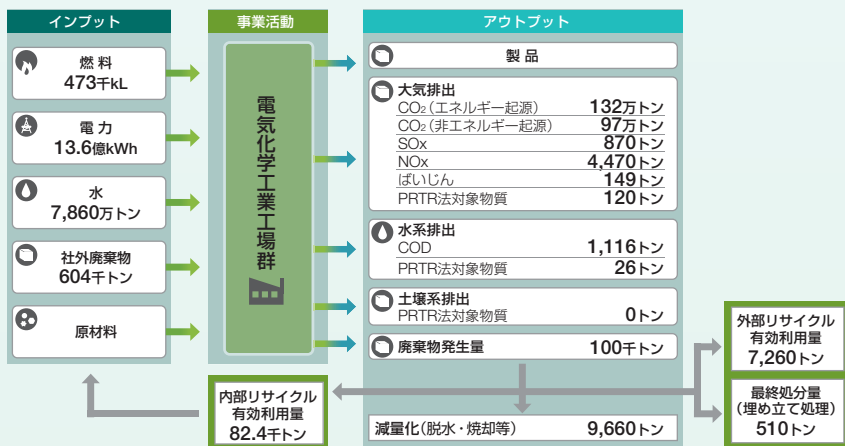 インプット
燃料
473千kL
電力
13.6億kWh
水
7,860万トン
社外廃棄物
604千トン
原材料
事業活動
電気化学工業工場群
アウトプット
製品
大気排出
CO₂（エネルギー起源） 132万トン
CO₂（非エネルギー起源） 97万トン
SOx 870トン
NOx 4,470トン
ばいじん 149トン
PRTR法対象物質 120トン
水系排出
COD 1,116トン
PRTR法対象物質 26トン
土壌系排出
PRTR法対象物質 0トン
廃棄物発生量 100千トン
減量化（脱水・焼却等） 9,660トン
内部リサイクル
有効利用量
82.4千トン
外部リサイクル
有効利用量
7,260トン
最終処分量
（埋め立て処理）
510トン